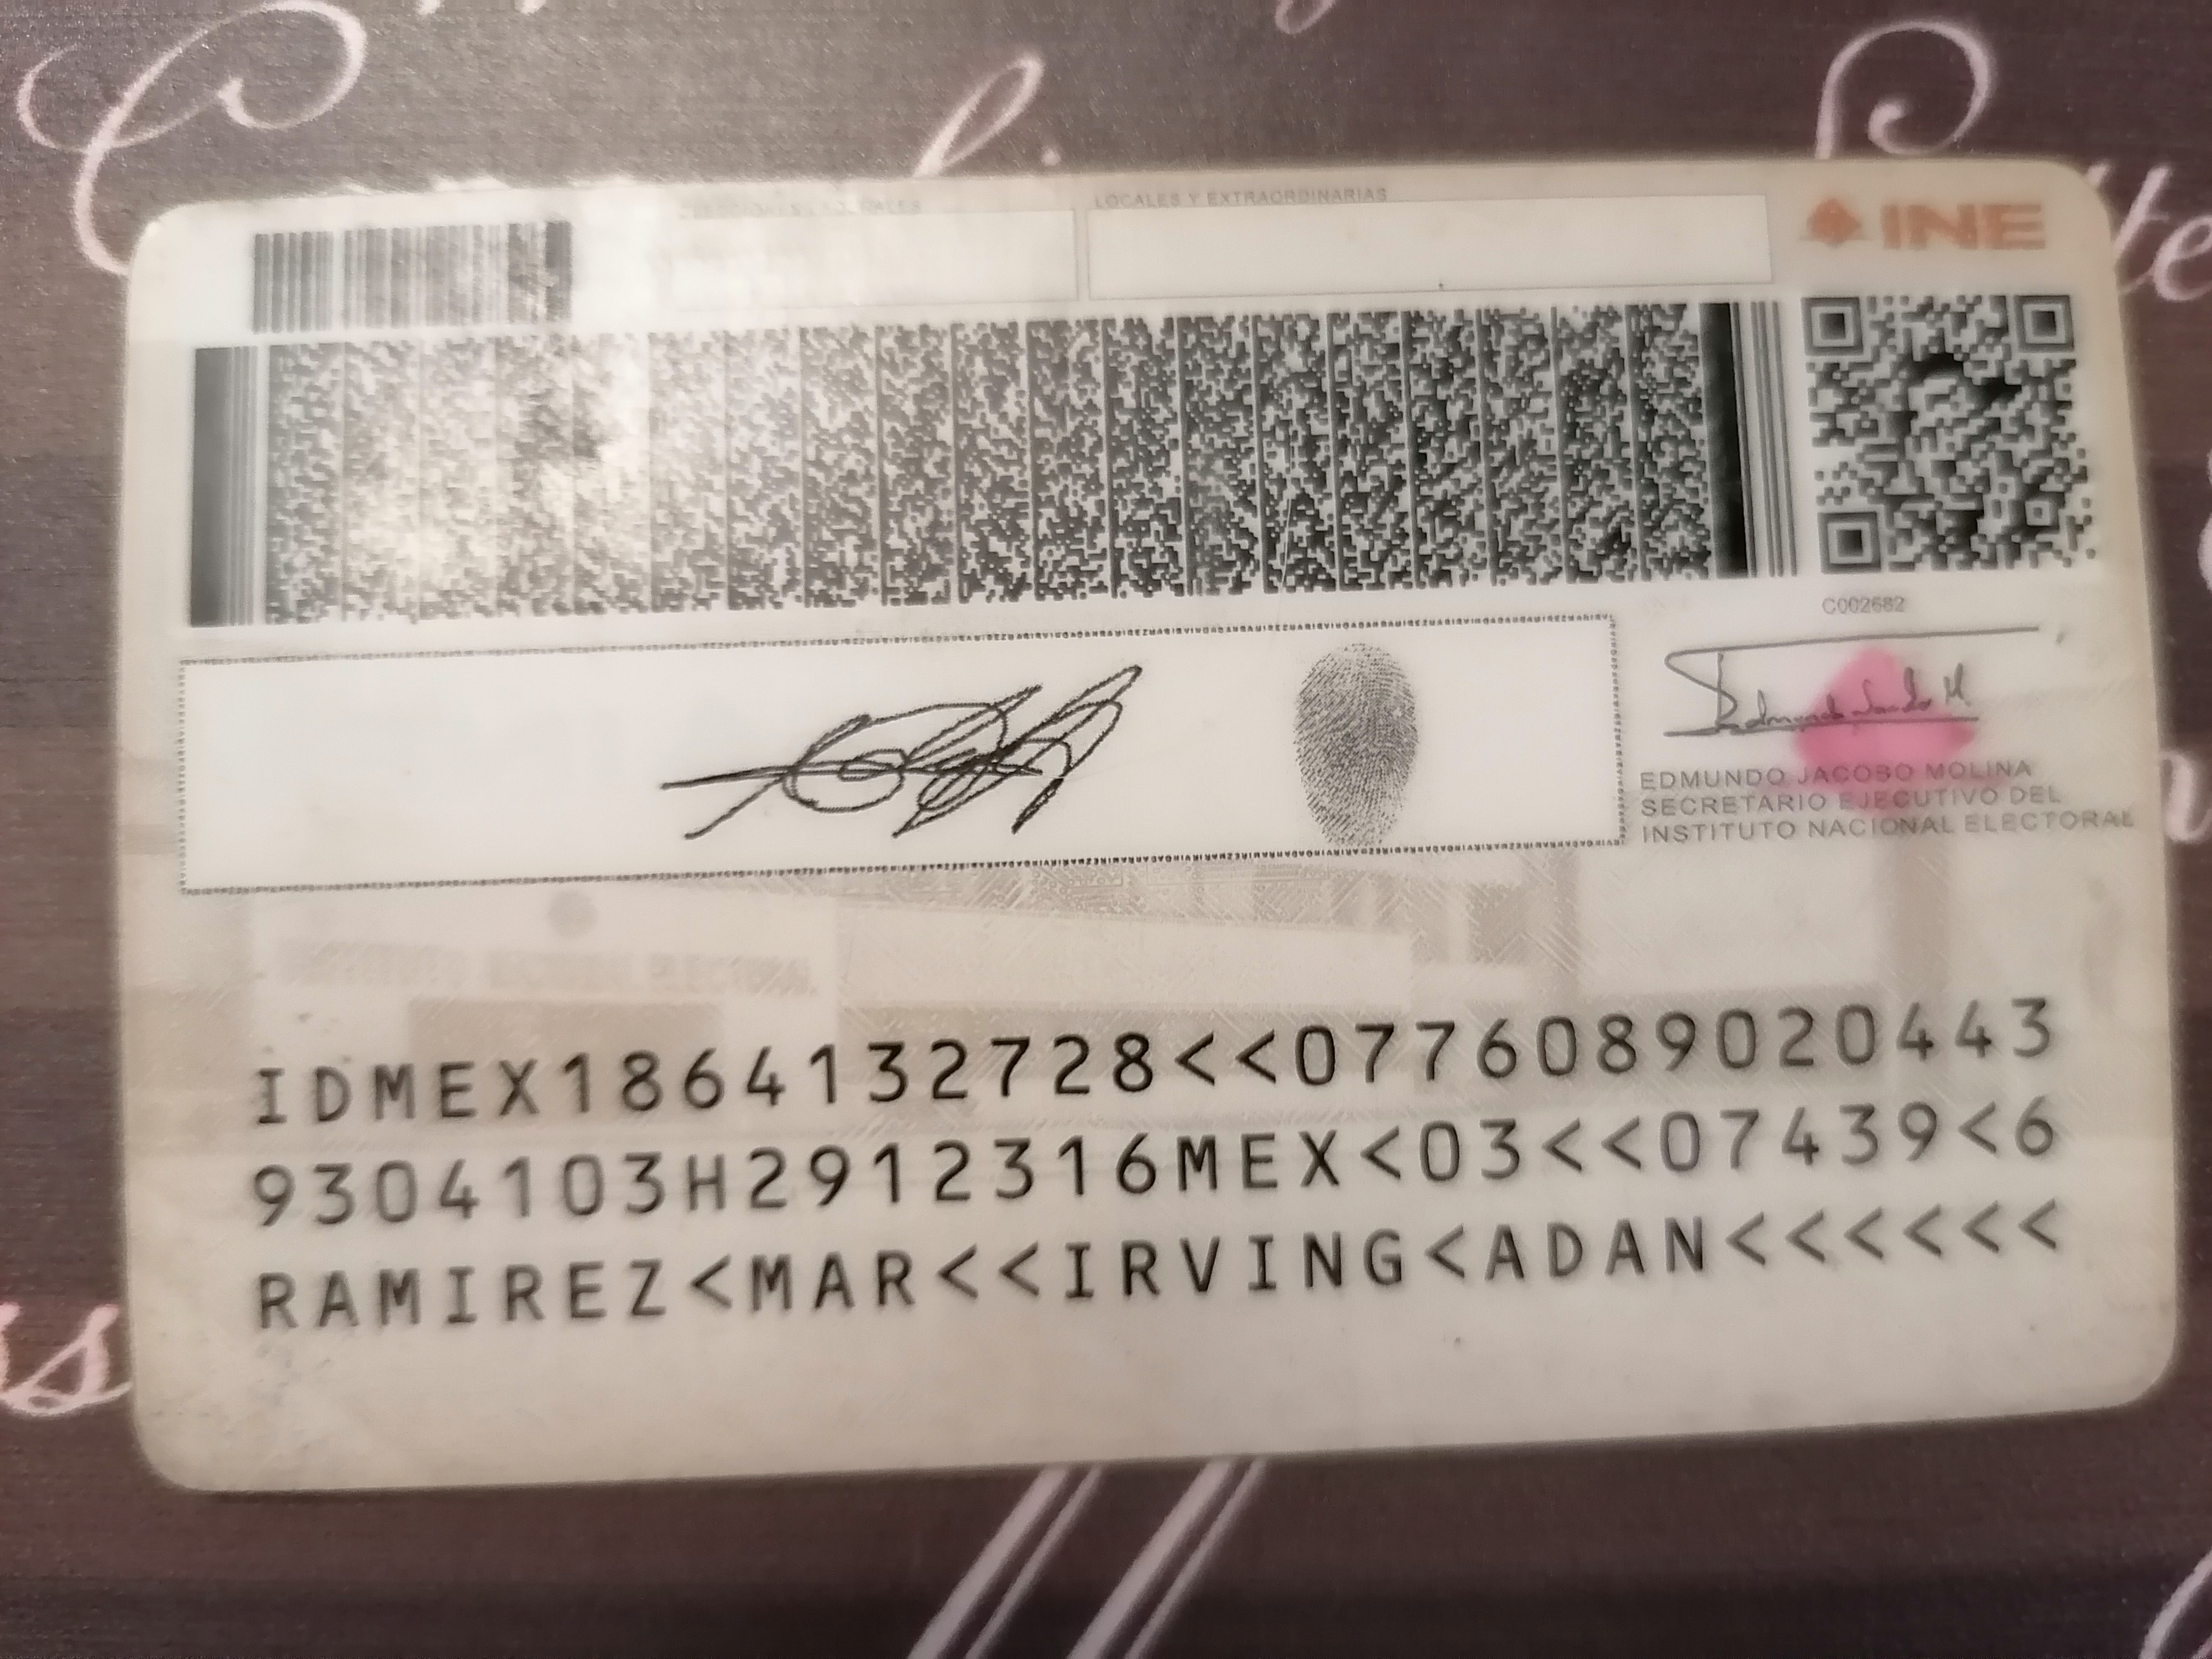 LOCALES Y EXTRAORDINARIAS
INE
C002682
EDMUNDO JACOBO MOLINA
SECRETARIO EJECUTIVO DEL
INSTITUTO NACIONAL ELECTORAL
IDMEX1864132728<<0776089020443
9304103H2912316MEX<03<<07439<6
RAMIREZ<MAR<<IRVING<ADAN<<<<<<